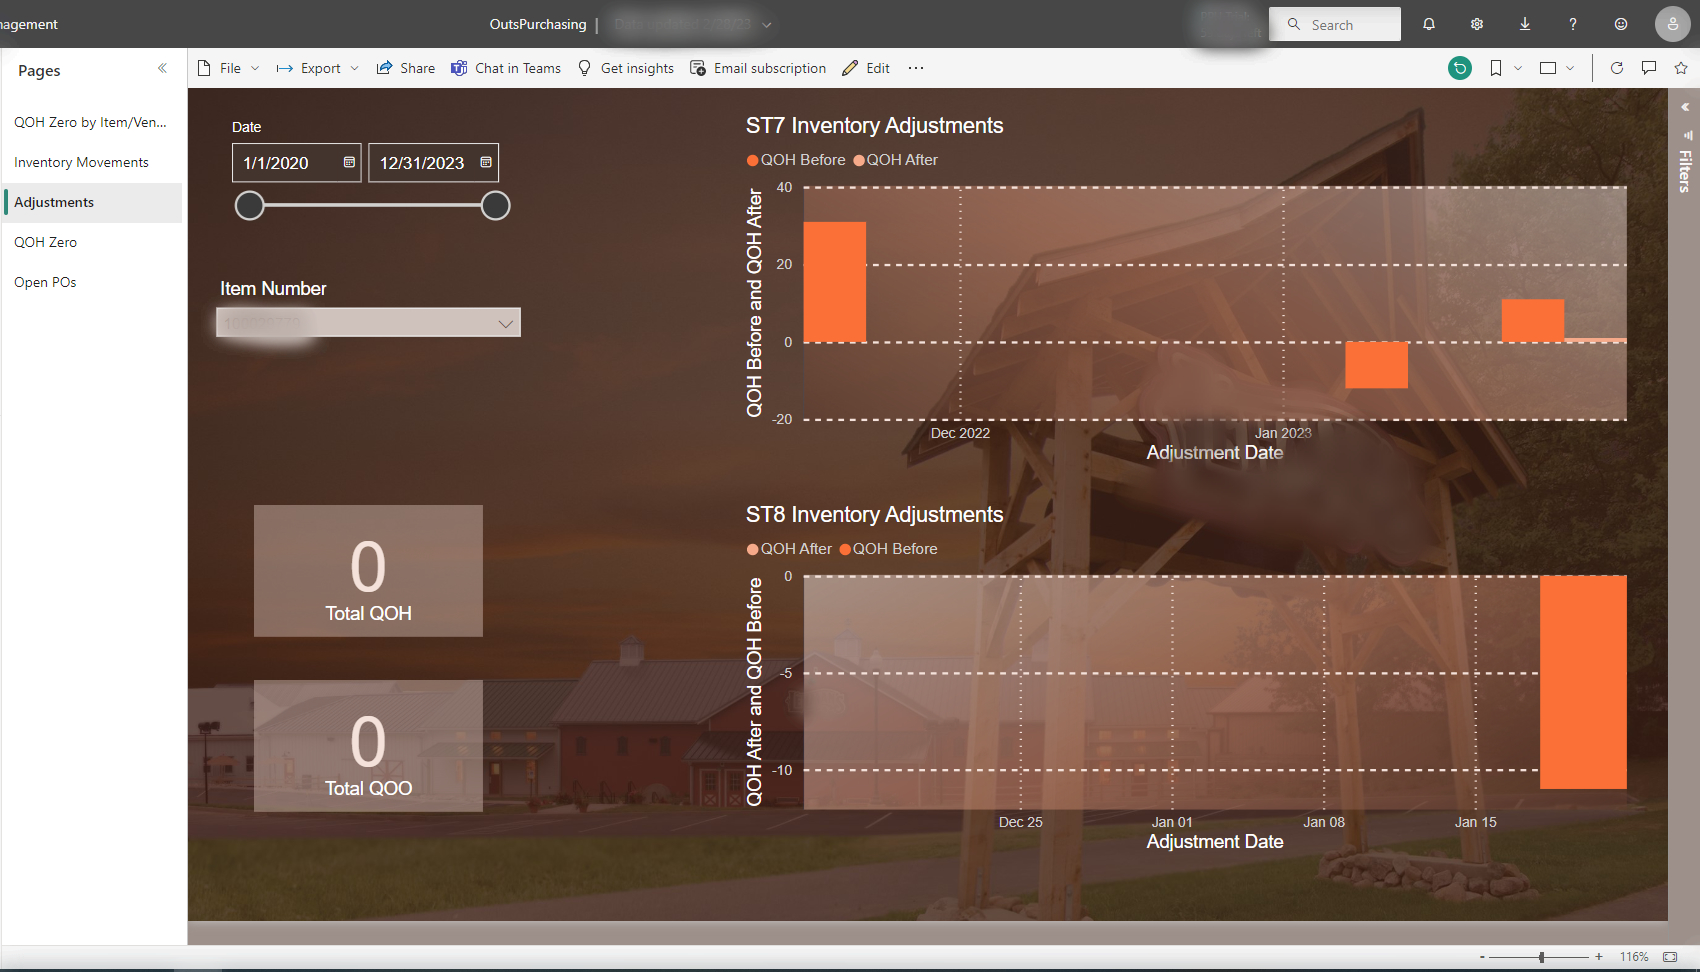 nagement
OutsPurchasing |
Search
Pages
File
Export
Share
Chat in Teams
Get insights
Email subscription
Edit
QOH Zero by Item/Ven...
Inventory Movements
Adjustments
QOH Zero
Open POs
Date
1/1/2020
12/31/2023
Item Number
0
Total QOH
0
Total QOO
ST7 Inventory Adjustments
QOH Before QOH After
QOH Before and QOH After
40
20
0
-20
Dec 2022
Jan 2023
Adjustment Date
ST8 Inventory Adjustments
QOH After QOH Before
QOH After and QOH Before
0
-5
-10
Dec 25
Jan 01
Jan 08
Jan 15
Adjustment Date
Filters
- + 116%